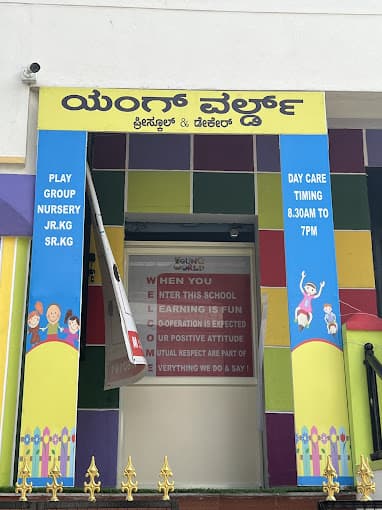 ಯಂಗ್ ವರ್ಲ್ಡ್
ಪ್ರೀಸ್ಕೂಲ್ & ಡೇಕೇರ್
PLAY
GROUP
NURSERY
JR.KG
SR.KG
DAY CARE
TIMING
8.30AM TO
7PM
YOUNG
WORLD
WHEN YOU
ENTER THIS SCHOOL
LEARNING IS FUN
CO-OPERATION IS EXPECTED
OUR POSITIVE ATTITUDE
MUTUAL RESPECT ARE PART OF
EVERYTHING WE DO & SAY !